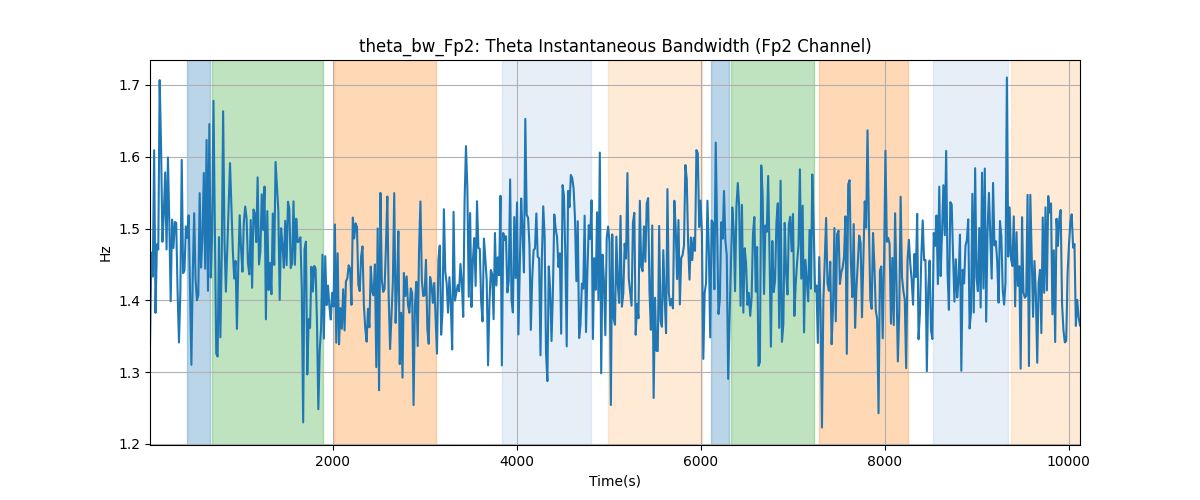 theta_bw_Fp2: Theta Instantaneous Bandwidth (Fp2 Channel)
1.7
1.6
1.5
1.4
1.3
1.2
Hz
2000 4000 6000 8000 10000
Time(s)